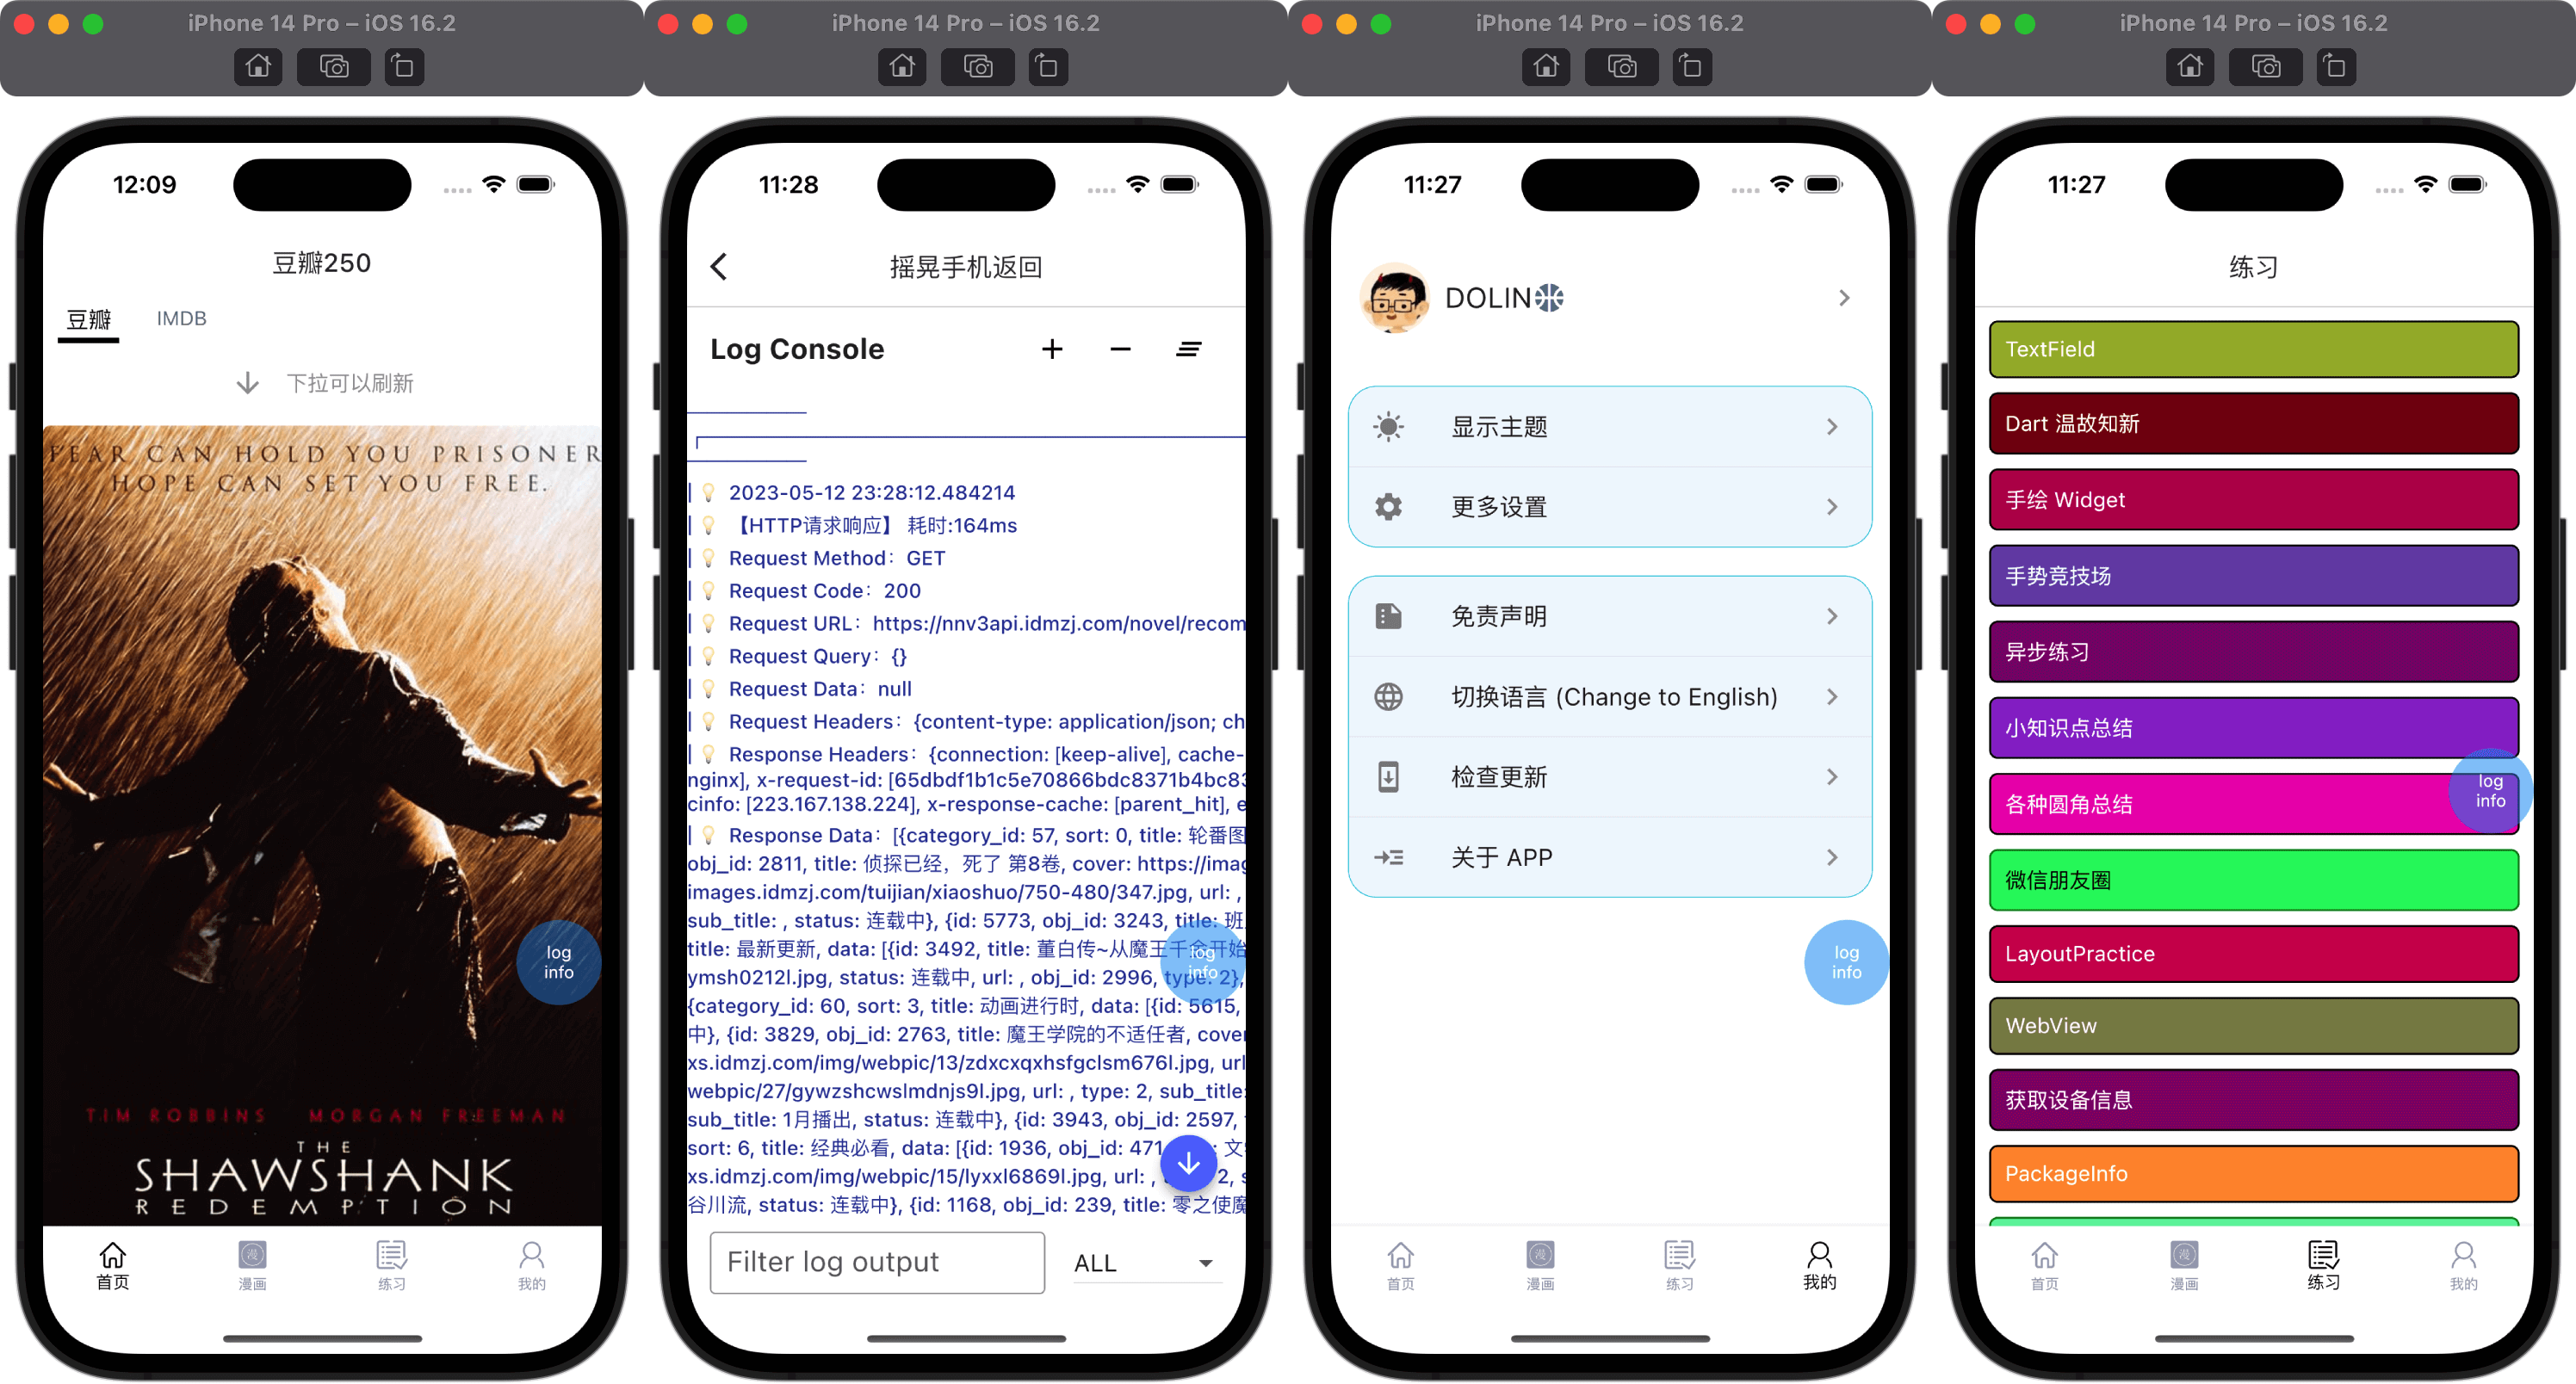 iPhone 14 Pro – iOS 16.2
12:09
豆瓣250
豆瓣
IMDB
下拉可以刷新
FEAR CAN HOLD YOU PRISONER
HOPE CAN SET YOU FREE.
log
info
TIM ROBBINS MORGAN FREEMAN
THE
SHAWSHANK
REDEMPTION
首页
漫画
练习
我的
iPhone 14 Pro – iOS 16.2
11:28
摇晃手机返回
Log Console
2023-05-12 23:28:12.484214
【HTTP请求响应】 耗时:164ms
Request Method：GET
Request Code：200
Request URL：https://nnv3api.idmzj.com/novel/recom
Request Query：{}
Request Data：null
Request Headers：{content-type: application/json; ch
Response Headers：{connection: [keep-alive], cache-
nginx], x-request-id: [65dbdf1b1c5e70866bdc8371b4bc83
cinfo: [223.167.138.224], x-response-cache: [parent_hit], e
Response Data：[{category_id: 57, sort: 0, title: 轮番图
obj_id: 2811, title: 侦探已经，死了 第8卷, cover: https://imag
images.idmzj.com/tuijian/xiaoshuo/750-480/347.jpg, url: ,
sub_title: , status: 连载中}, {id: 5773, obj_id: 3243, title: 班
title: 最新更新, data: [{id: 3492, title: 董白传~从魔王千金开始
ymsh0212l.jpg, status: 连载中, url: , obj_id: 2996, type: 2},
{category_id: 60, sort: 3, title: 动画进行时, data: [{id: 5615,
中}, {id: 3829, obj_id: 2763, title: 魔王学院的不适任者, cover
xs.idmzj.com/img/webpic/13/zdxcxqxhsfgclsm676l.jpg, url
webpic/27/gywzshcwslmdnjs9l.jpg, url: , type: 2, sub_title:
sub_title: 1月播出, status: 连载中}, {id: 3943, obj_id: 2597,
sort: 6, title: 经典必看, data: [{id: 1936, obj_id: 471 : 文
xs.idmzj.com/img/webpic/15/lyxxl6869l.jpg, url: , 2, s
谷川流, status: 连载中}, {id: 1168, obj_id: 239, title: 零之使魔
log
info
Filter log output
ALL
iPhone 14 Pro – iOS 16.2
11:27
DOLIN
显示主题
更多设置
免责声明
切换语言 (Change to English)
检查更新
关于 APP
log
info
首页
漫画
练习
我的
iPhone 14 Pro – iOS 16.2
11:27
练习
TextField
Dart 温故知新
手绘 Widget
手势竞技场
异步练习
小知识点总结
log
info
各种圆角总结
微信朋友圈
LayoutPractice
WebView
获取设备信息
PackageInfo
首页
漫画
练习
我的